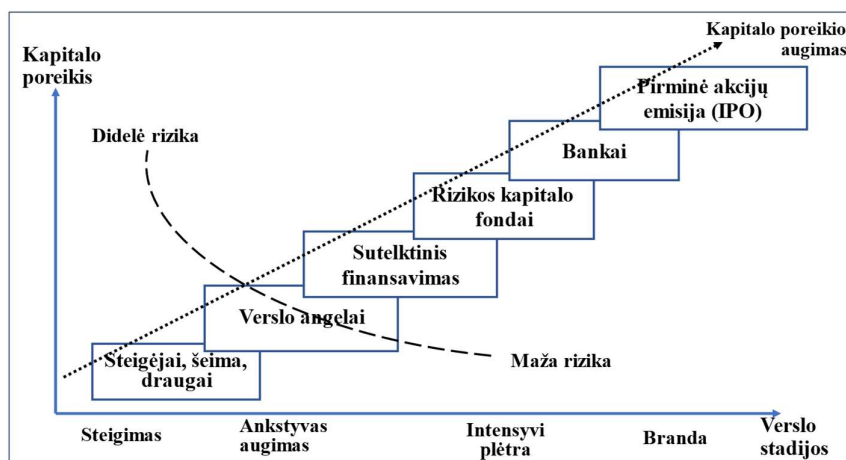 Kapitalo
poreikis
Kapitalo poreikio
augimas
Pirminė akcijų
emisija (IPO)
Didelė rizika
Bankai
Rizikos kapitalo
fondai
Sutelktinis
finansavimas
Verslo angelai
Steigėjai, šeima,
draugai
Maža rizika
Steigimas
Ankstyvas
augimas
Intensyvi
plėtra
Branda
Verslo
stadijos